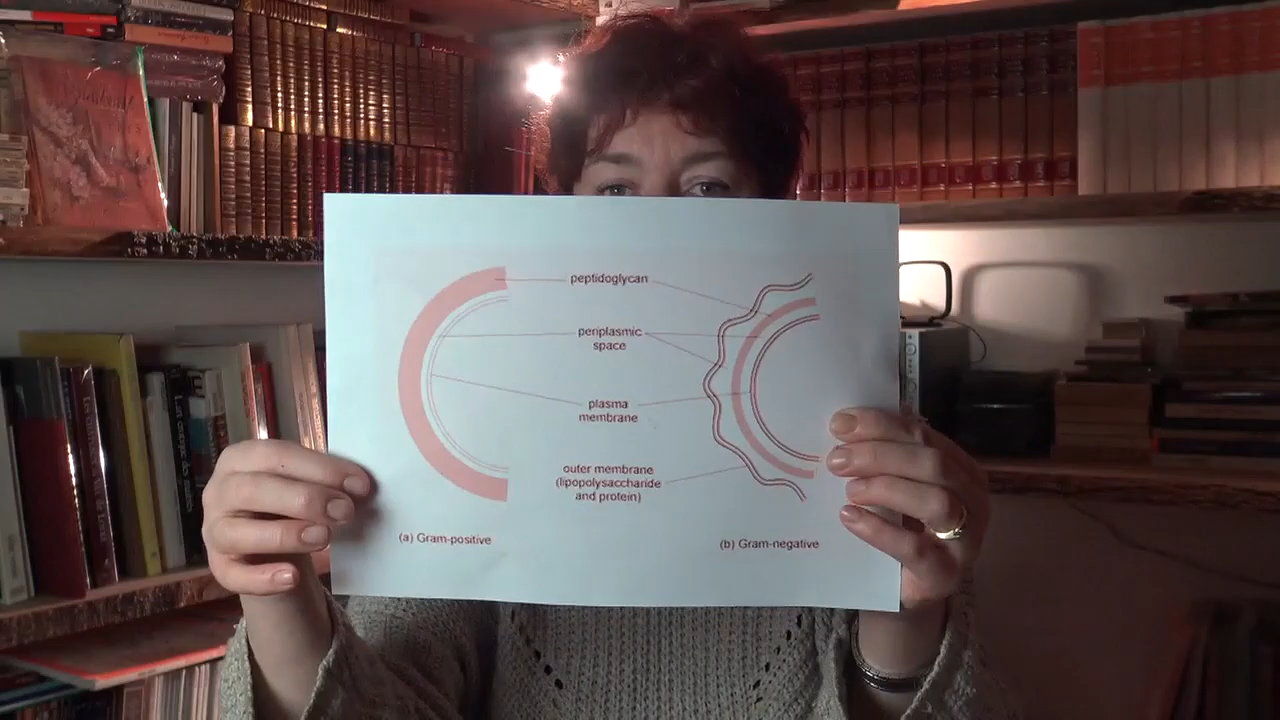 peptidoglycan
periplasmic
space
plasma
membrane
outer membrane
(lipopolysaccharide
and protein)
(a) Gram-positive
(b) Gram-negative